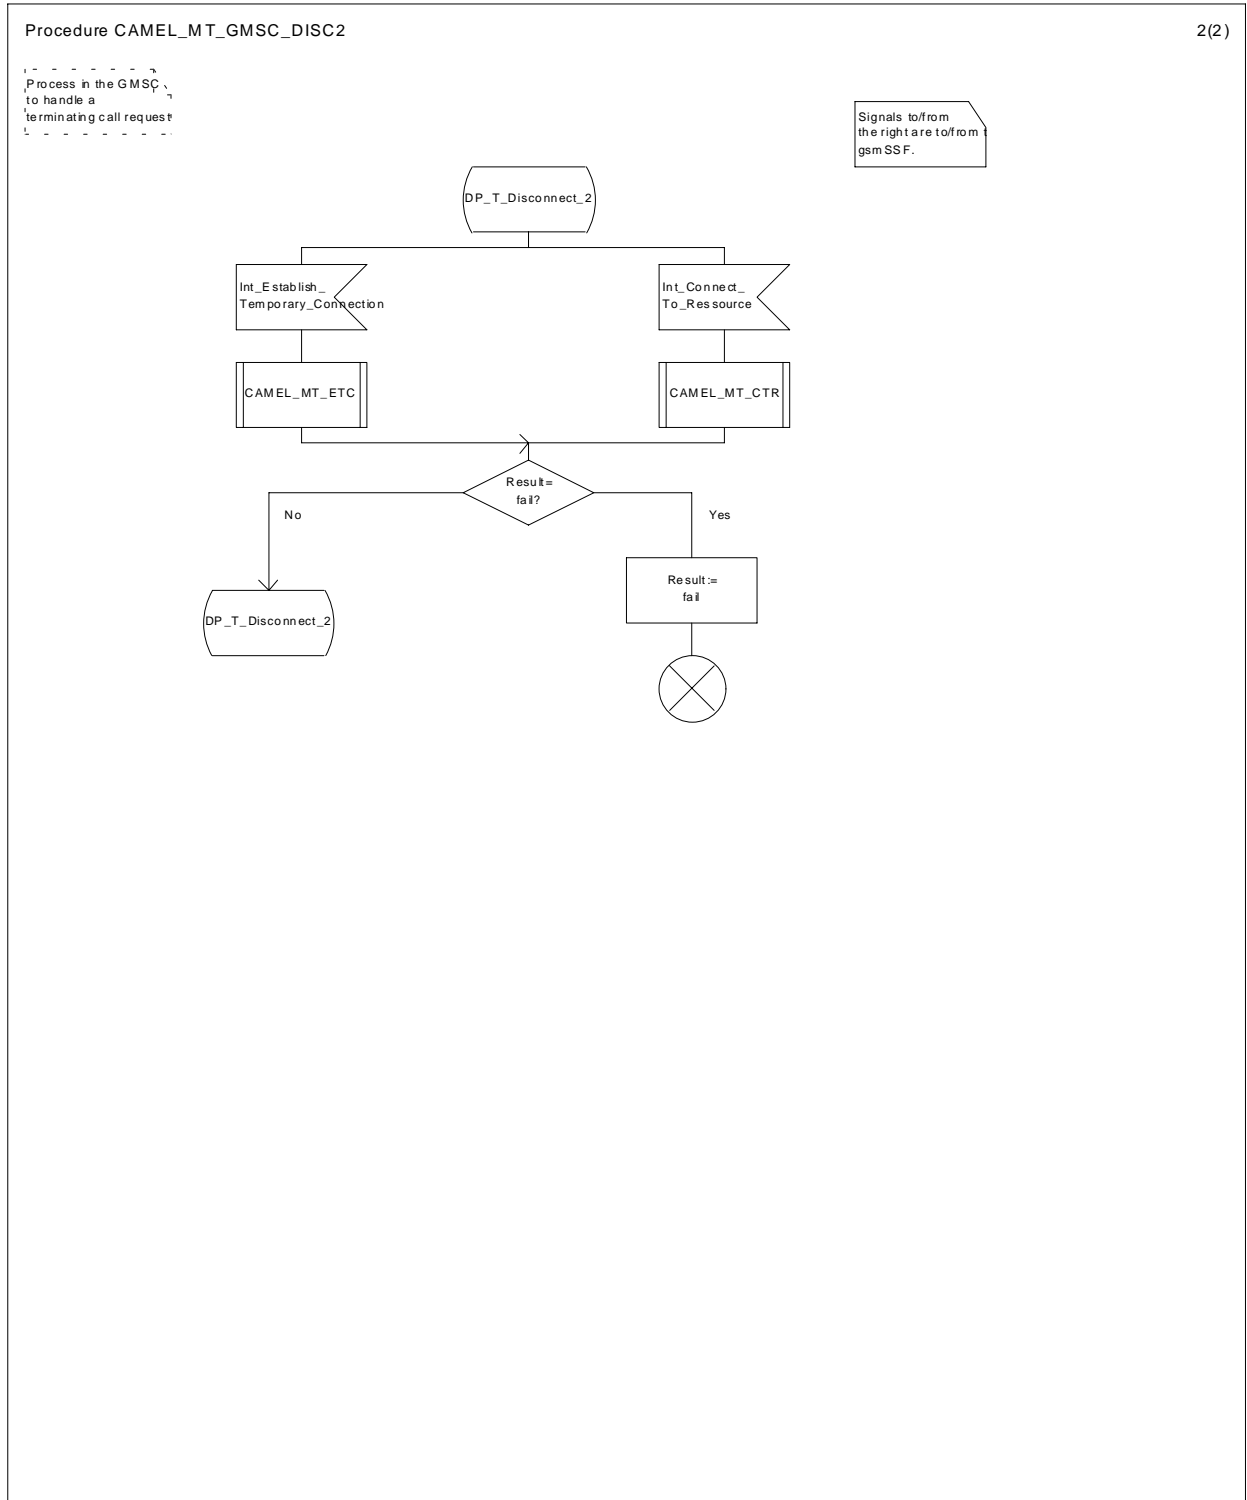 Procedure CAMEL_MT_GMSC_DISC2
2(2)
Process in the GMSC
to handle a
terminating call request
Signals to/from
the right are to/from t
gsmSSF.
DP_T_Disconnect_2
Int_Establish_
Temporary_Connection
Int_Connect_
To_Ressource
CAMEL_MT_ETC
CAMEL_MT_CTR
Result=
fail?
No
Yes
Result:=
fail
DP_T_Disconnect_2